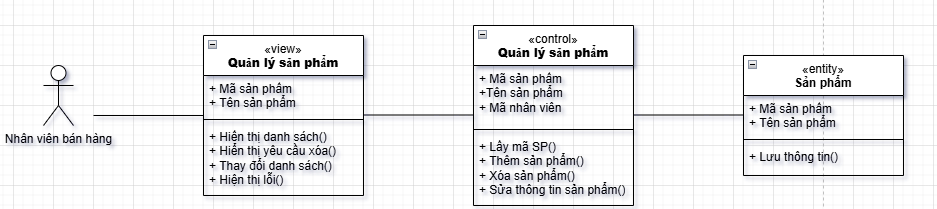 Nhân viên bán hàng
«view»
Quản lý sản phẩm
+ Mã sản phẩm
+ Tên sản phẩm
+ Hiện thị danh sách()
+ Hiển thị yêu cầu xóa()
+ Thay đổi danh sách()
+ Hiện thị lỗi()
«control»
Quản lý sản phẩm
+ Mã sản phẩm
+Tên sản phẩm
+ Mã nhân viên
+ Lấy mã SP()
+ Thêm sản phẩm()
+ Xóa sản phẩm()
+ Sửa thông tin sản phẩm()
«entity»
Sản phẩm
+ Mã sản phẩm
+ Tên sản phẩm
+ Lưu thông tin()